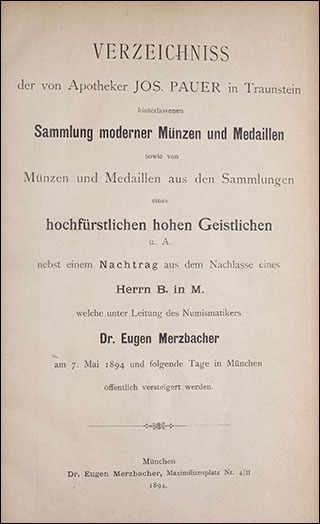 VERZEICHNISS
der von Apotheker JOS. PAUER in Traunstein
hinterlassenen
Sammlung moderner Münzen und Medaillen
sowie von
Münzen und Medaillen aus den Sammlungen
eines
hochfürstlichen hohen Geistlichen
u. A.
nebst einem Nachtrag aus dem Nachlasse eines
Herrn B. in M.
welche unter Leitung des Numismatikers
Dr. Eugen Merzbacher
am 7. Mai 1894 und folgende Tage in München
öffentlich versteigert werden.
München
Dr. Eugen Merzbacher, Maximiliansplatz Nr. 4/II
1894.